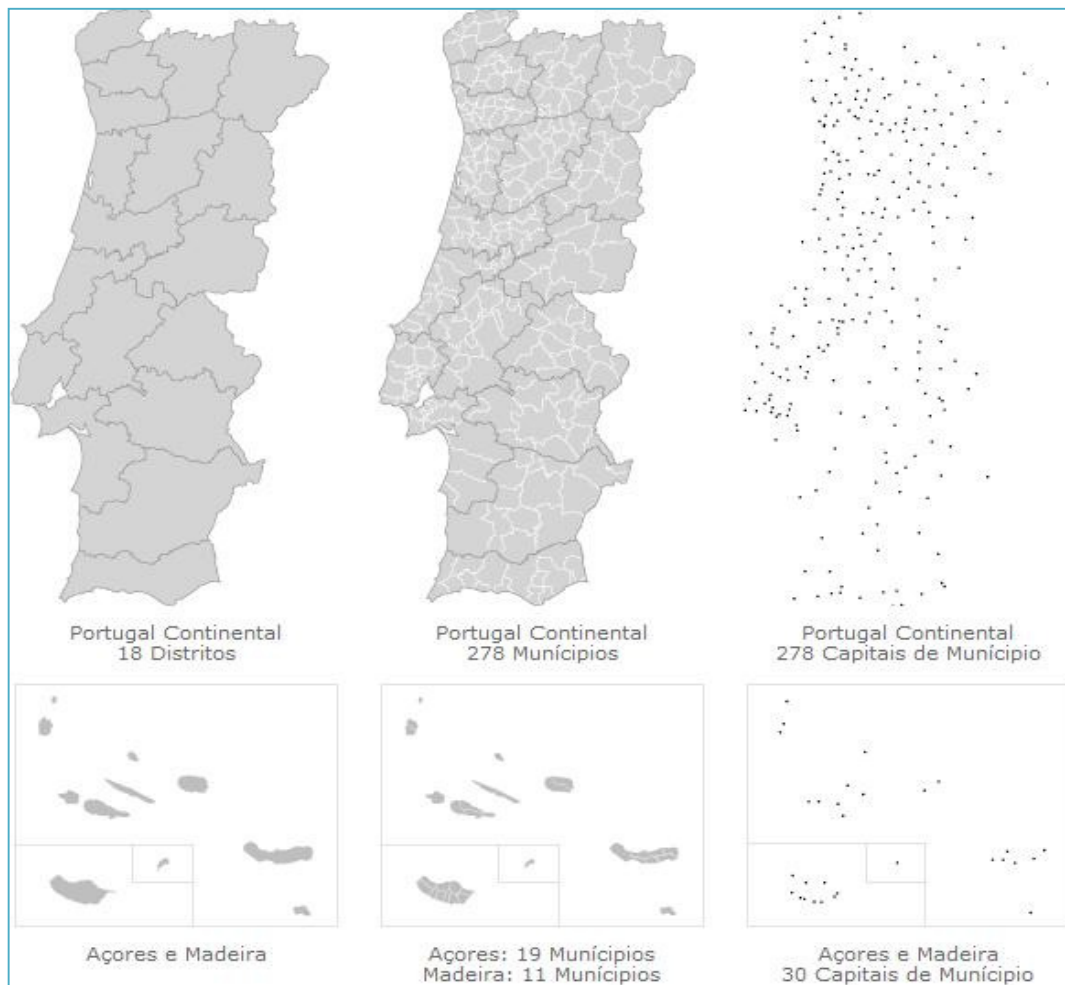 Portugal Continental
18 Distritos
Portugal Continental
278 Munícipios
Portugal Continental
278 Capitais de Munícipio
Açores e Madeira
Açores: 19 Munícipios
Madeira: 11 Munícipios
Açores e Madeira
30 Capitais de Munícipio